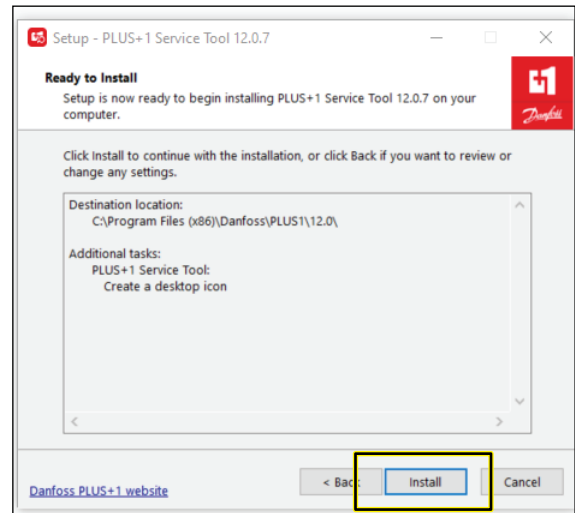 Setup - PLUS+1 Service Tool 12.0.7
Ready to Install
Setup is now ready to begin installing PLUS+1 Service Tool 12.0.7 on your
computer.
Danfoss
Click Install to continue with the installation, or click Back if you want to review or
change any settings.
Destination location:
C:\Program Files (x86)\Danfoss\PLUS1\12.0\
Additional tasks:
PLUS+1 Service Tool:
Create a desktop icon
Danfoss PLUS+1 website
< Back
Install
Cancel